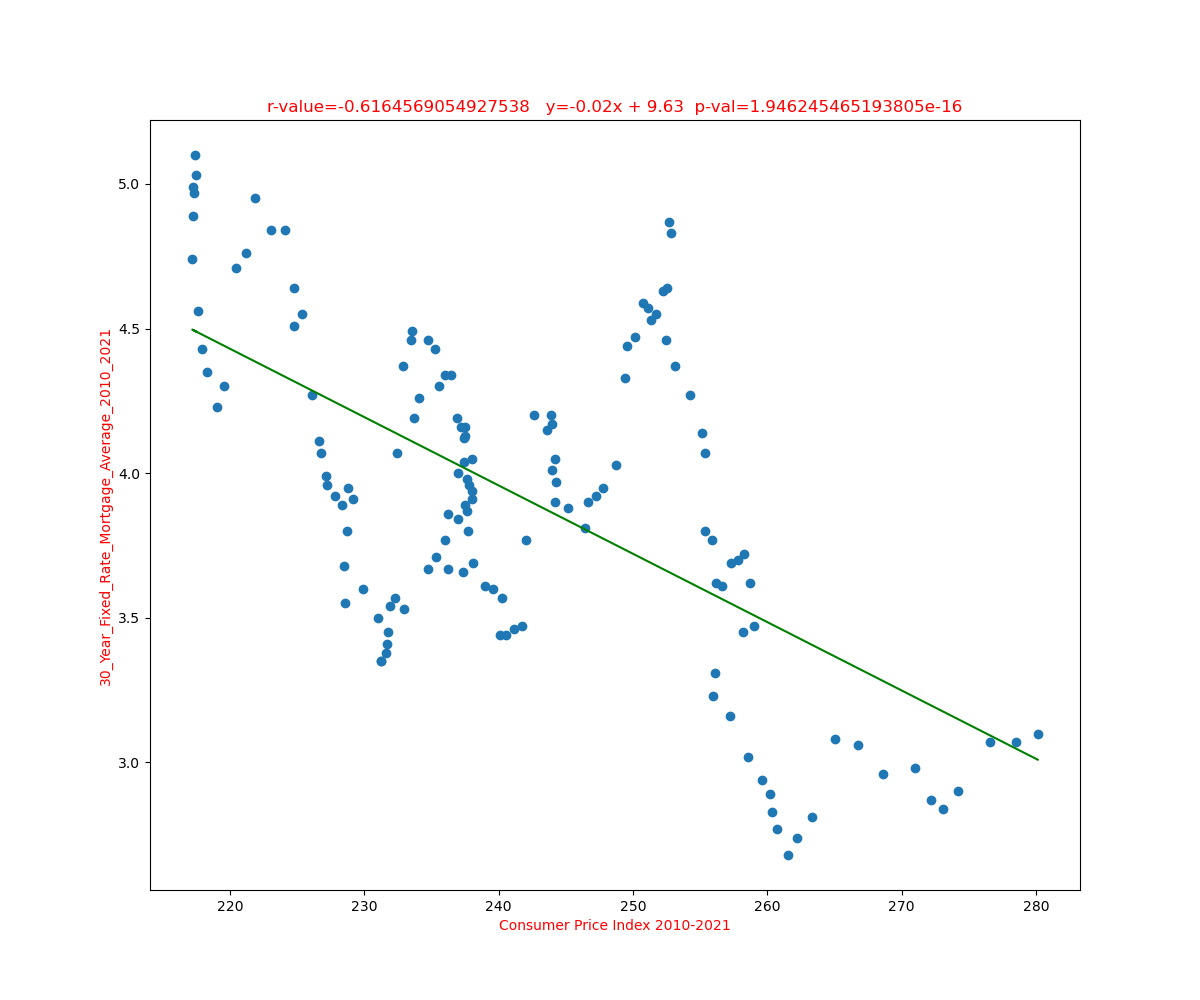 r-value=-0.6164569054927538   y=-0.02x + 9.63  p-val=1.946245465193805e-16
30_Year_Fixed_Rate_Mortgage_Average_2010_2021
5.0
4.5
4.0
3.5
3.0
220 230 240 250 260 270 280
Consumer Price Index 2010-2021